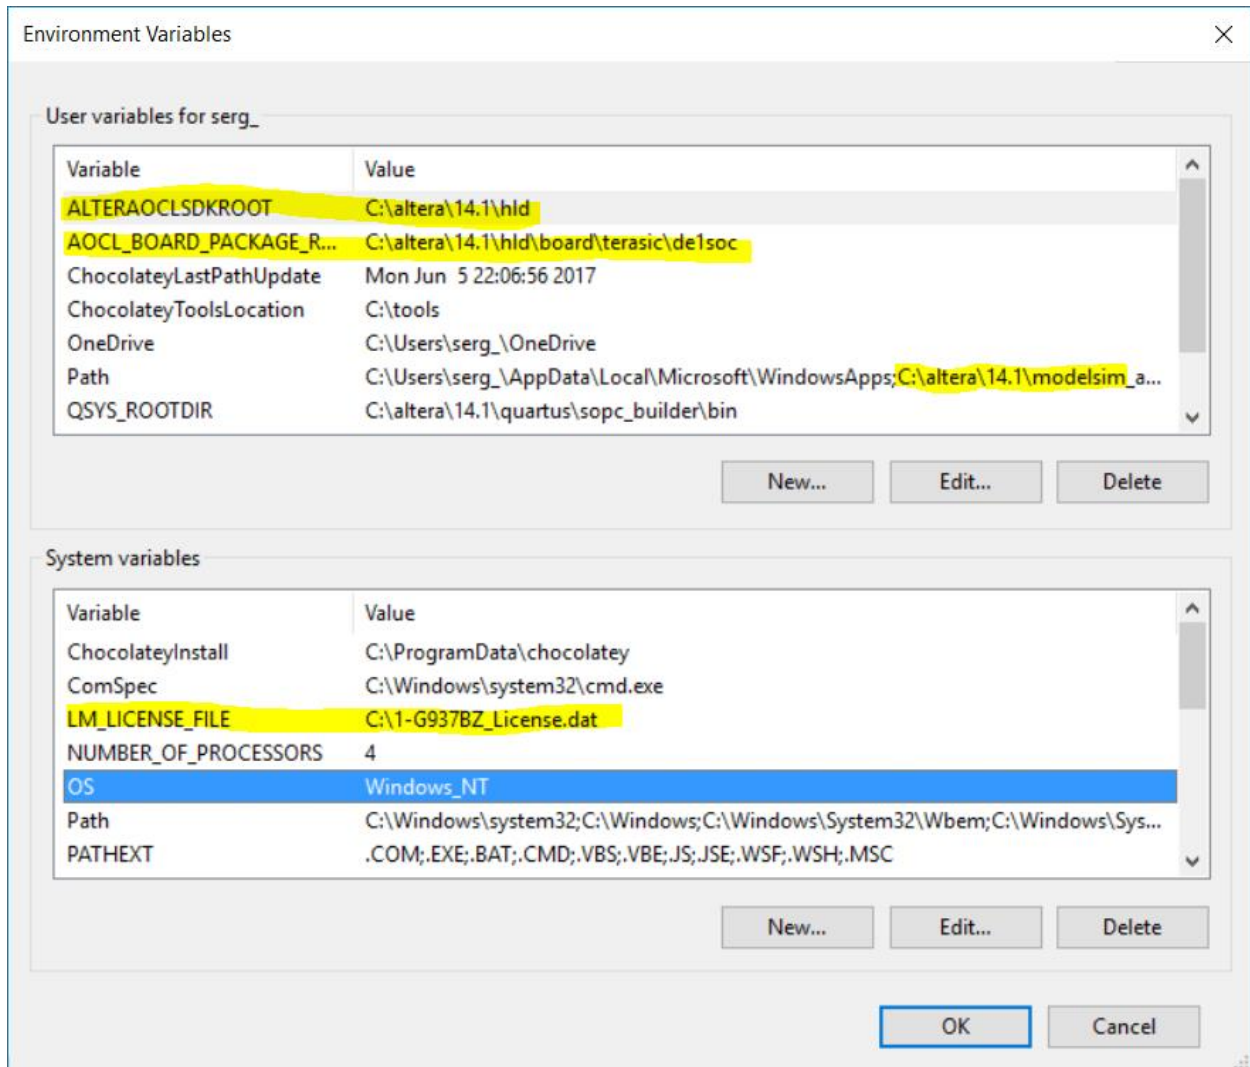 Environment Variables
User variables for serg_
Variable Value
ALTERAOCLSDKROOT C:\altera\14.1\hld
AOCL_BOARD_PACKAGE_R... C:\altera\14.1\hld\board\terasic\de1soc
ChocolateyLastPathUpdate Mon Jun  5 22:06:56 2017
ChocolateyToolsLocation C:\tools
OneDrive C:\Users\serg_\OneDrive
Path C:\Users\serg_\AppData\Local\Microsoft\WindowsApps;C:\altera\14.1\modelsim_a...
QSYS_ROOTDIR C:\altera\14.1\quartus\sopc_builder\bin
New... Edit... Delete
System variables
Variable Value
ChocolateyInstall C:\ProgramData\chocolatey
ComSpec C:\Windows\system32\cmd.exe
LM_LICENSE_FILE C:\1-G937BZ_License.dat
NUMBER_OF_PROCESSORS 4
OS Windows_NT
Path C:\Windows\system32;C:\Windows;C:\Windows\System32\Wbem;C:\Windows\Sys...
PATHEXT .COM;.EXE;.BAT;.CMD;.VBS;.VBE;.JS;.JSE;.WSF;.WSH;.MSC
New... Edit... Delete
OK Cancel